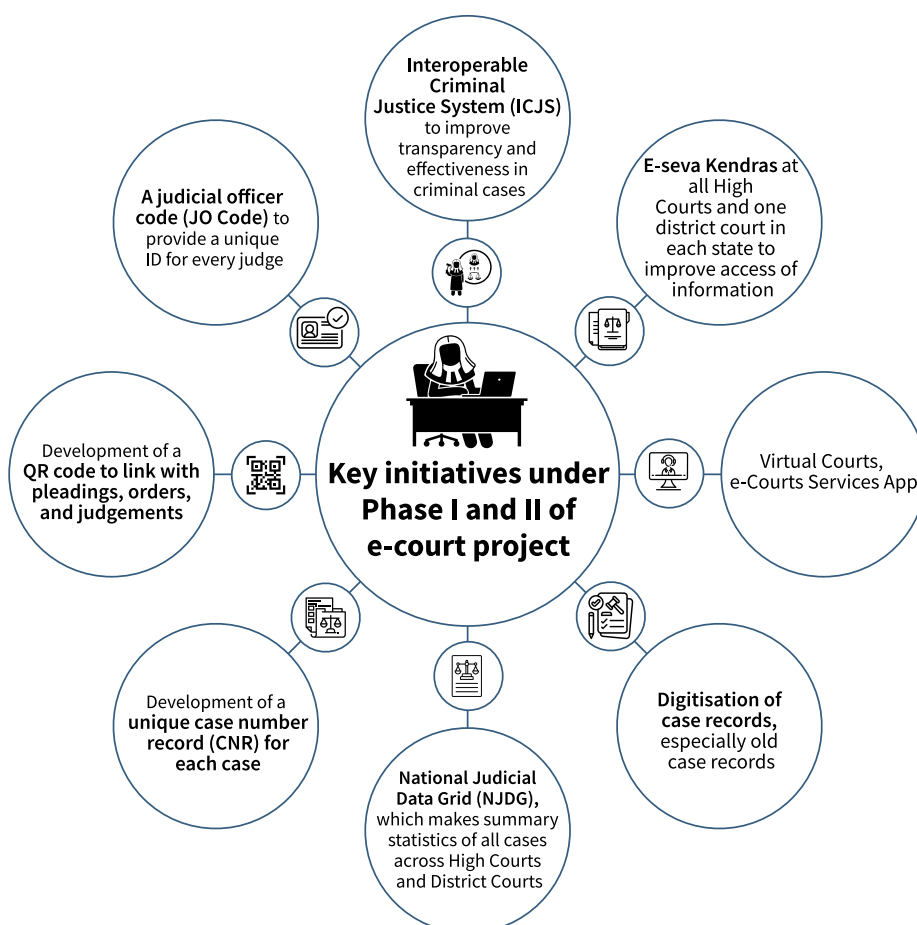 Interoperable
Criminal
Justice System (ICJS)
to improve
transparency and
effectiveness in
criminal cases
E-seva Kendras at
all High
Courts and one
district court in
each state to
improve access of
information
Virtual Courts,
e-Courts Services App
Digitisation of
case records,
especially old
case records
National Judicial
Data Grid (NJDG),
which makes summary
statistics of all cases
across High Courts
and District Courts
Development of a
unique case number
record (CNR) for
each case
Development of a
QR code to link with
pleadings, orders,
and judgements
A judicial officer
code (JO Code) to
provide a unique
ID for every judge
Key initiatives under
Phase I and II of
e-court project